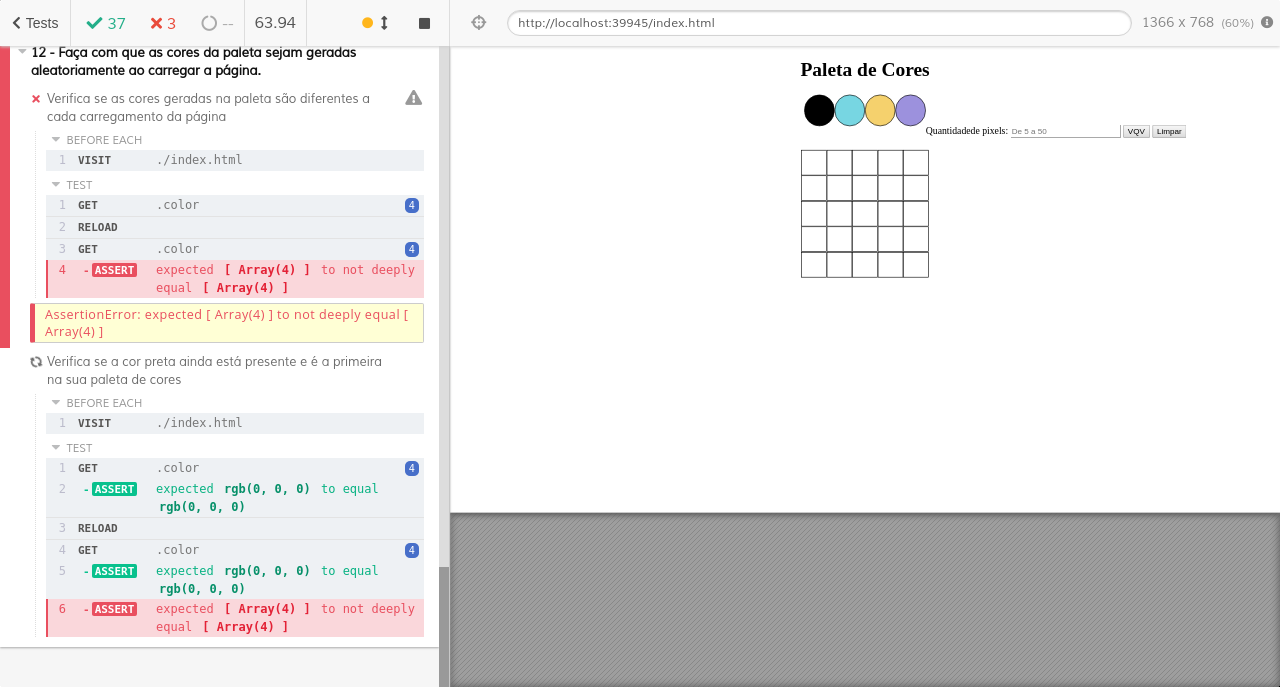 Tests
37
3
--
63.94
12 - Faça com que as cores da paleta sejam geradas
aleatoriamente ao carregar a página.
Verifica se as cores geradas na paleta são diferentes a
cada carregamento da página
BEFORE EACH
1 VISIT ./index.html
TEST
1 GET .color 4
2 RELOAD
3 GET .color 4
4 - ASSERT expected [ Array(4) ] to not deeply
equal [ Array(4) ]
AssertionError: expected [ Array(4) ] to not deeply equal [
Array(4) ]
Verifica se a cor preta ainda está presente e é a primeira
na sua paleta de cores
BEFORE EACH
1 VISIT ./index.html
TEST
1 GET .color 4
2 - ASSERT expected rgb(0, 0, 0) to equal
rgb(0, 0, 0)
3 RELOAD
4 GET .color 4
5 - ASSERT expected rgb(0, 0, 0) to equal
rgb(0, 0, 0)
6 - ASSERT expected [ Array(4) ] to not deeply
equal [ Array(4) ]
http://localhost:39945/index.html
1366 x 768 (60%)
Paleta de Cores
Quantidadede pixels: De 5 a 50 VQV Limpar